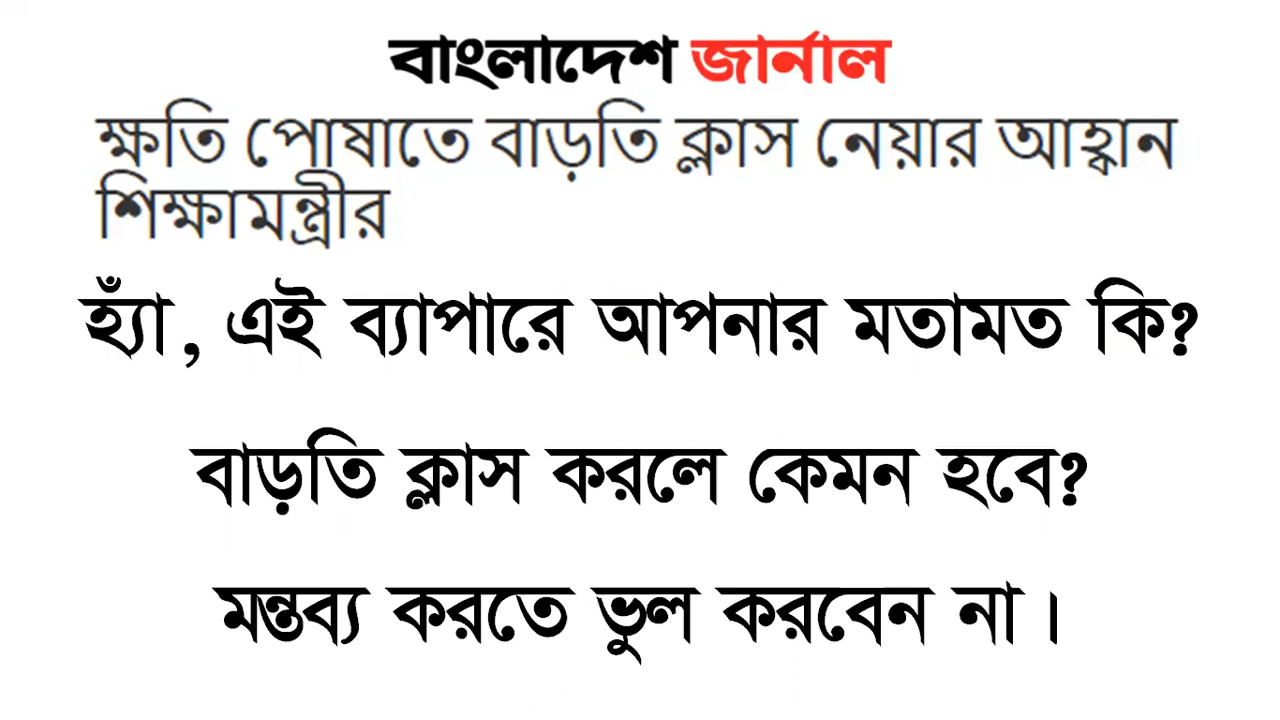 বাংলাদেশ জার্নাল
ক্ষতি পোষাতে বাড়তি ক্লাস নেয়ার আহ্বান
শিক্ষামন্ত্রীর
হ্যাঁ, এই ব্যাপারে আপনার মতামত কি?
বাড়তি ক্লাস করলে কেমন হবে?
মন্তব্য করতে ভুল করবেন না।